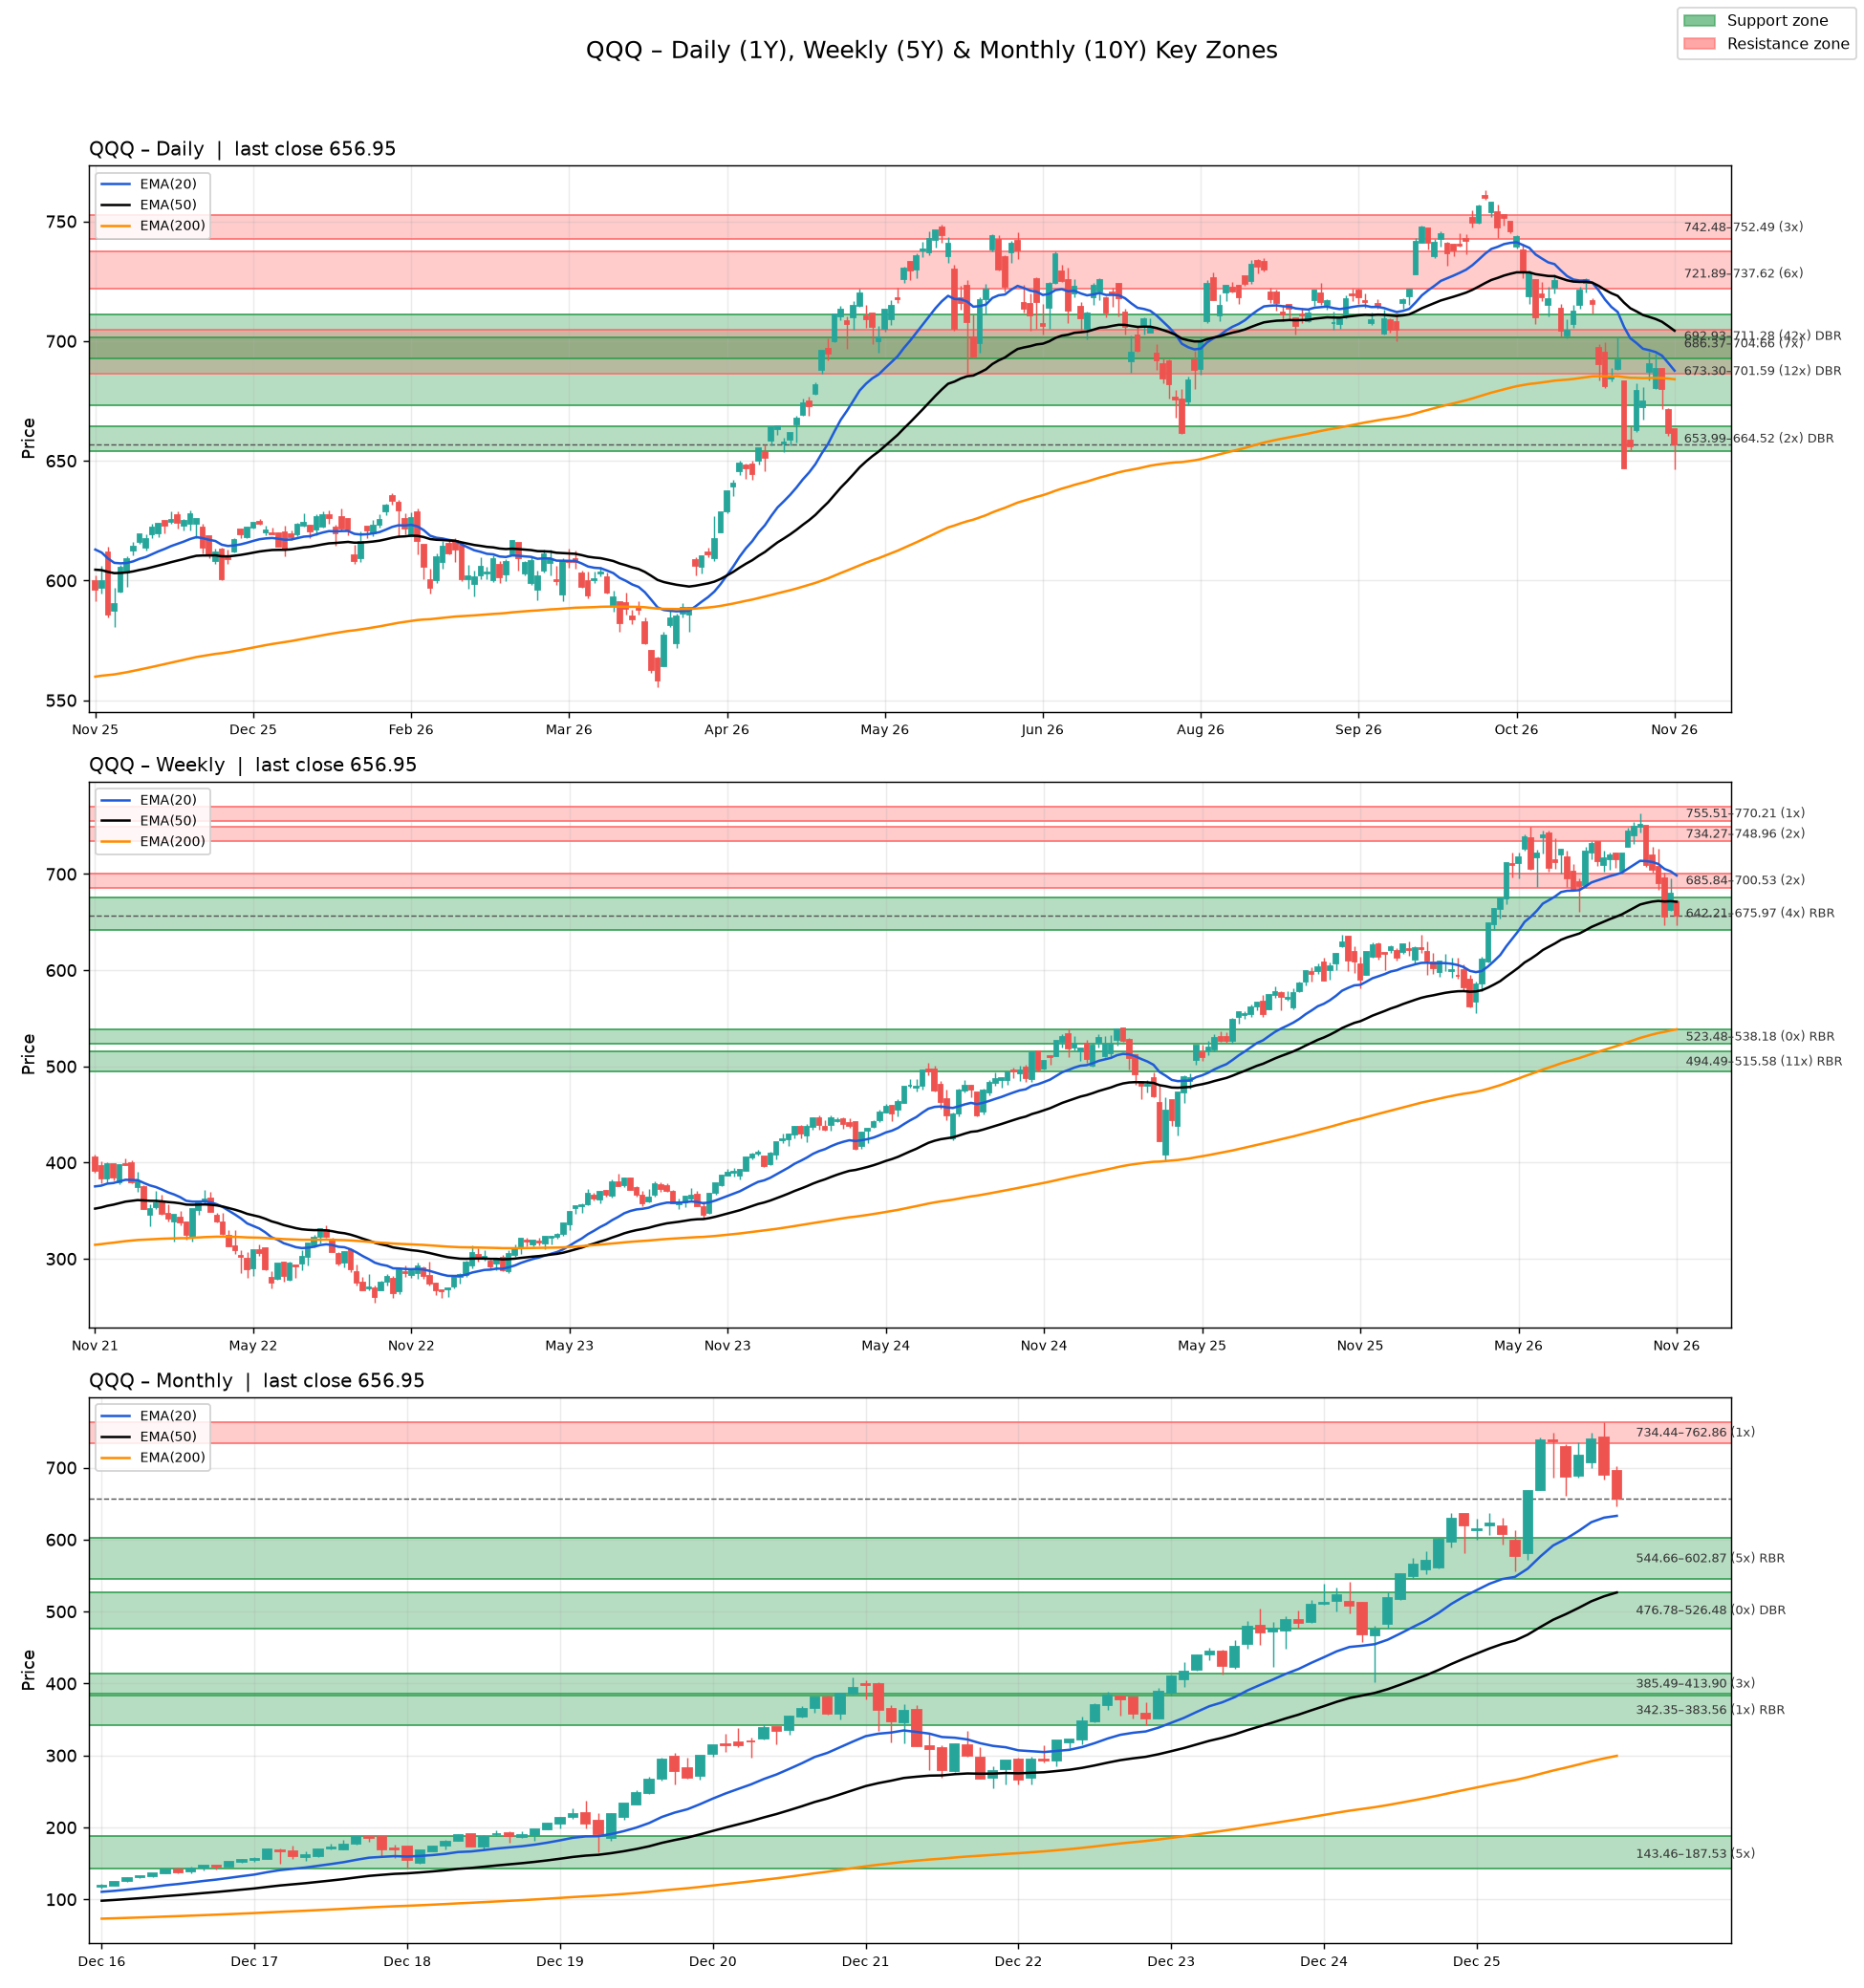 Support zone
Resistance zone
QQQ – Daily (1Y), Weekly (5Y) & Monthly (10Y) Key Zones
QQQ – Daily | last close 656.95
EMA(20)
EMA(50)
EMA(200)
Price
750
700
650
600
550
742.48–752.49 (3x)
721.89–737.62 (6x)
692.93–711.28 (42x) DBR
686.37–704.66 (7x)
673.30–701.59 (12x) DBR
653.99–664.52 (2x) DBR
Nov 25 Dec 25 Feb 26 Mar 26 Apr 26 May 26 Jun 26 Aug 26 Sep 26 Oct 26 Nov 26
QQQ – Weekly | last close 656.95
EMA(20)
EMA(50)
EMA(200)
Price
700
600
500
400
300
755.51–770.21 (1x)
734.27–748.96 (2x)
685.84–700.53 (2x)
642.21–675.97 (4x) RBR
523.48–538.18 (0x) RBR
494.49–515.58 (11x) RBR
Nov 21 May 22 Nov 22 May 23 Nov 23 May 24 Nov 24 May 25 Nov 25 May 26 Nov 26
QQQ – Monthly | last close 656.95
EMA(20)
EMA(50)
EMA(200)
Price
700
600
500
400
300
200
100
734.44–762.86 (1x)
544.66–602.87 (5x) RBR
476.78–526.48 (0x) DBR
385.49–413.90 (3x)
342.35–383.56 (1x) RBR
143.46–187.53 (5x)
Dec 16 Dec 17 Dec 18 Dec 19 Dec 20 Dec 21 Dec 22 Dec 23 Dec 24 Dec 25